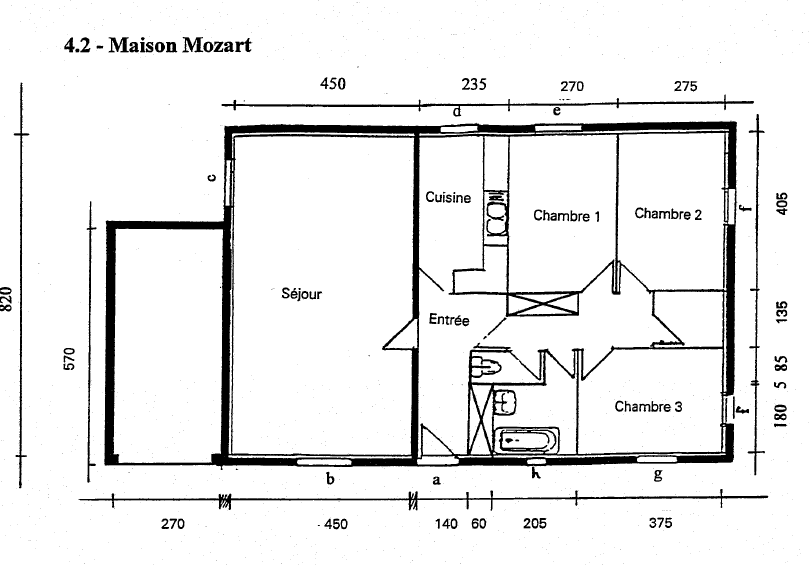 4.2 - Maison Mozart
450 235 270 275
d e
c
Cuisine
Chambre 1
Chambre 2
f
405
820
Séjour
Entrée
135
570
85
5
180
Chambre 3
f
b a h g
270 450 140 60 205 375